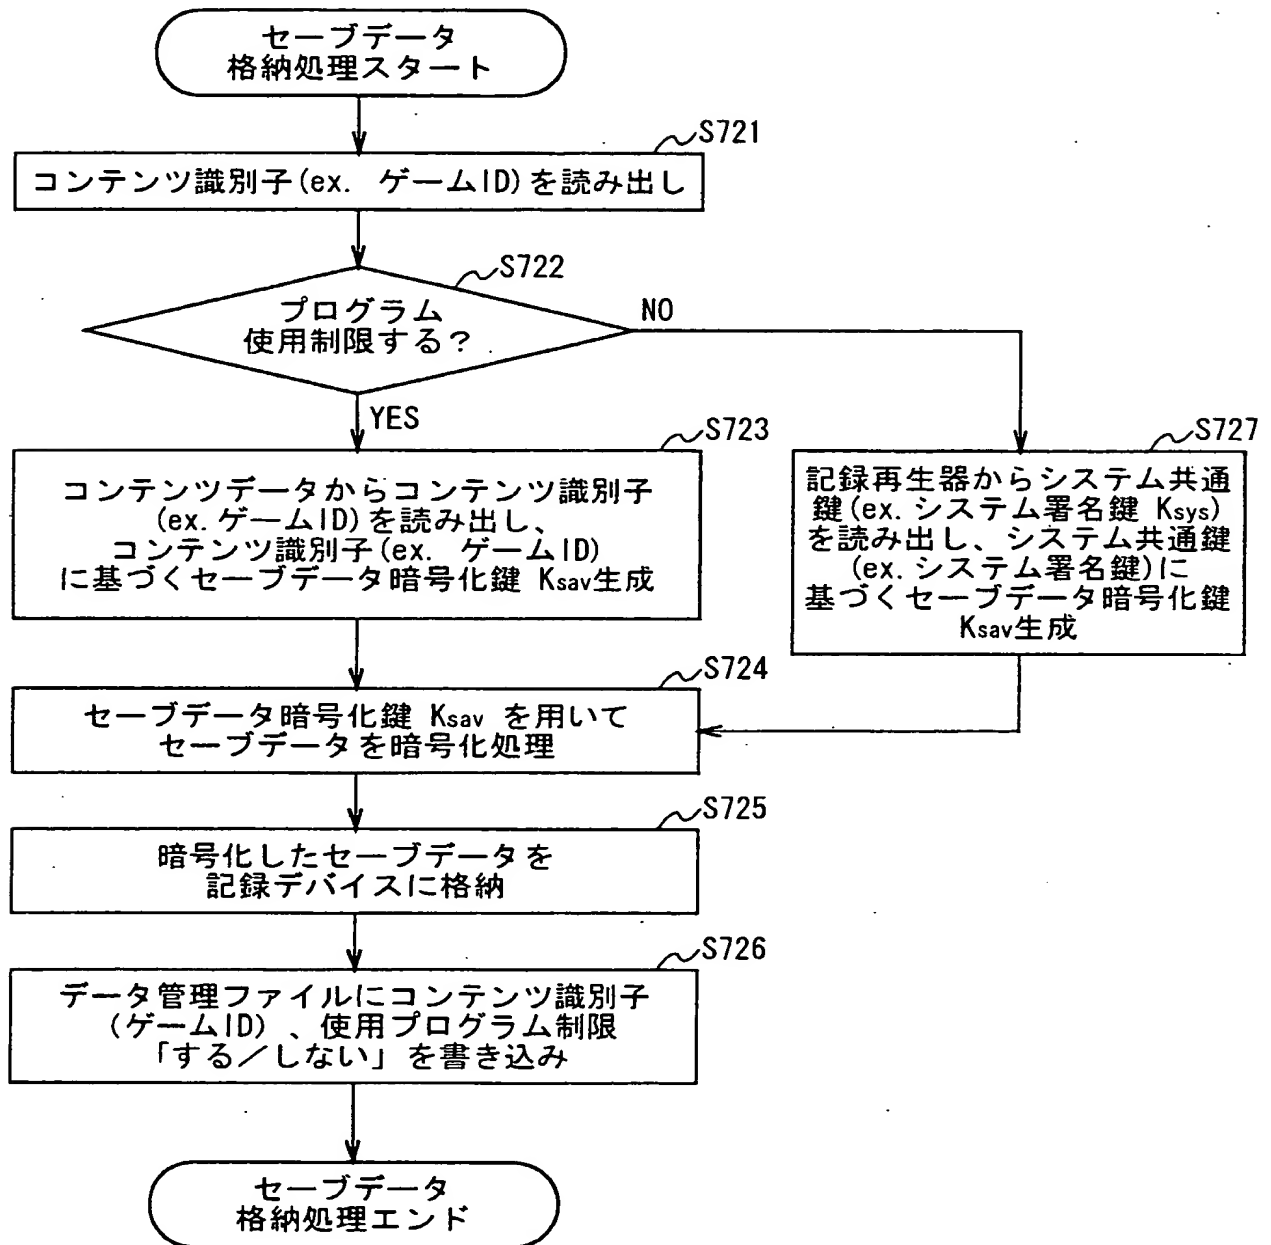 セーブデータ
格納処理スタート
S721
コンテンツ識別子(ex. ゲームID)を読み出し
S722
プログラム
使用制限する?
NO
YES
S723
コンテンツデータからコンテンツ識別子
(ex.ゲームID)を読み出し、
コンテンツ識別子(ex. ゲームID)
に基づくセーブデータ暗号化鍵 Ksav生成
S727
記録再生器からシステム共通
鍵(ex.システム署名鍵 Ksys)
を読み出し、システム共通鍵
(ex.システム署名鍵)に
基づくセーブデータ暗号化鍵
Ksav生成
S724
セーブデータ暗号化鍵 Ksav を用いて
セーブデータを暗号化処理
S725
暗号化したセーブデータを
記録デバイスに格納
S726
データ管理ファイルにコンテンツ識別子
(ゲームID)、使用プログラム制限
「する/しない」を書き込み
セーブデータ
格納処理エンド